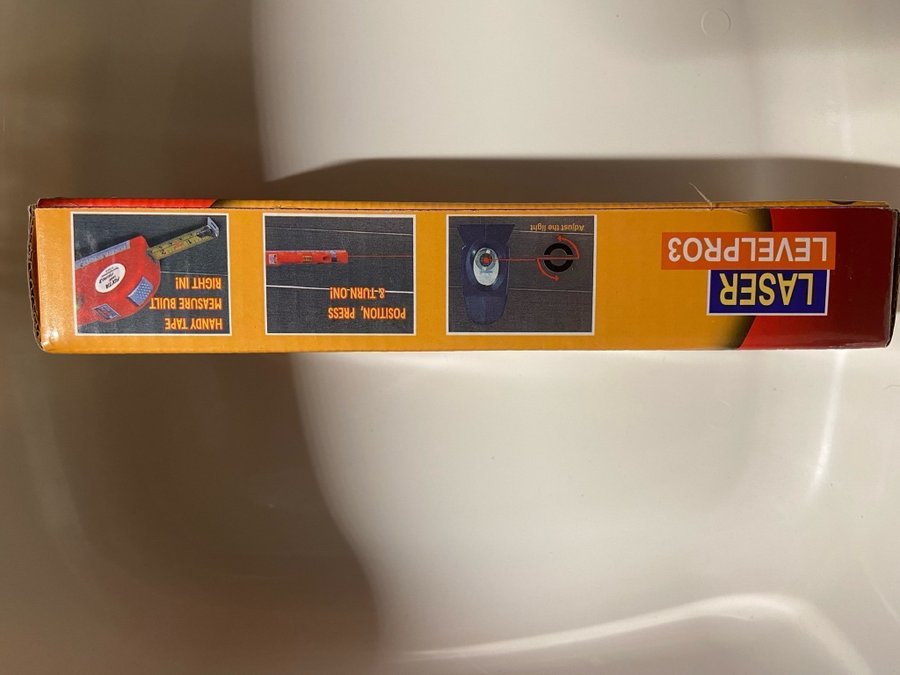 LASER
LEVELPRO3
Adjust the light
POSITION, PRESS
& TURN ON!
HANDY TAPE
MEASURE BUILT
RIGHT IN!